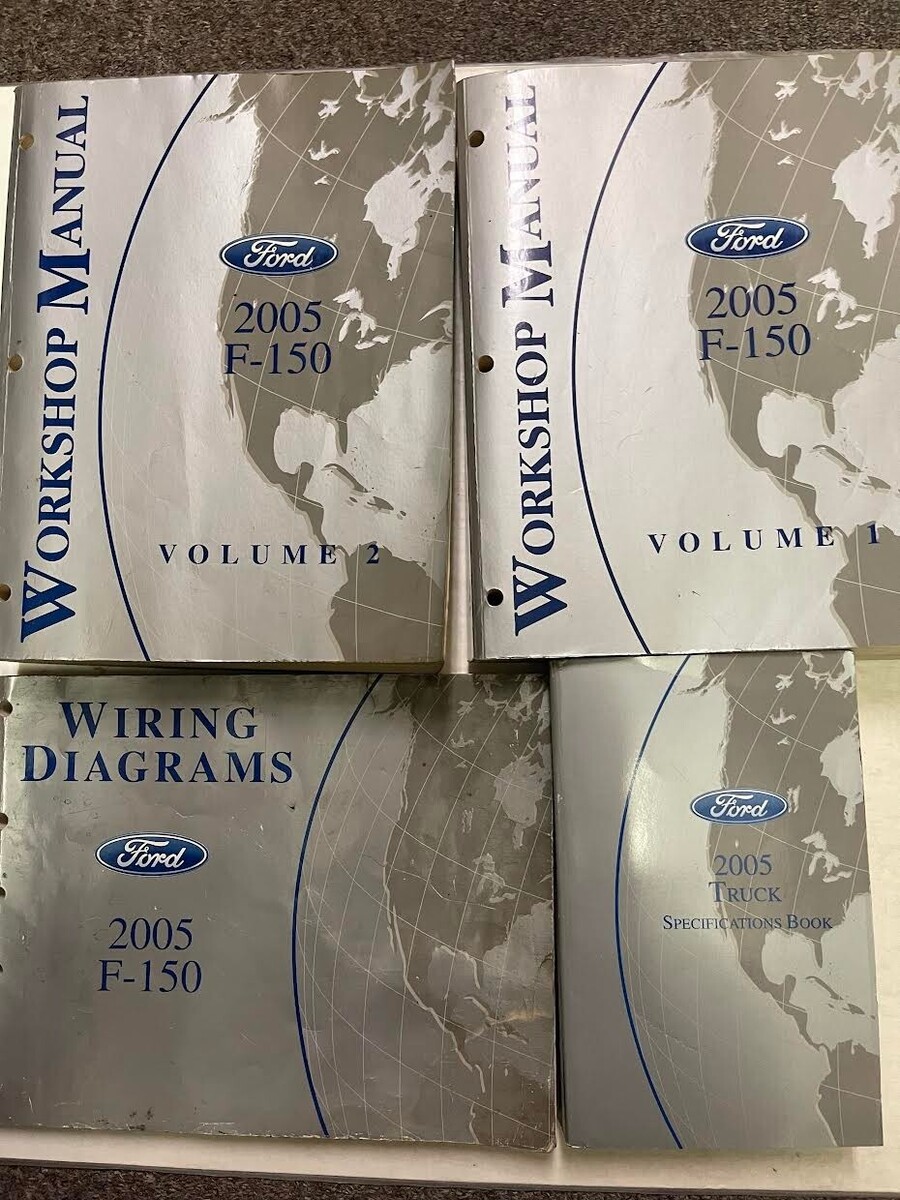 WORKSHOP MANUAL
Ford
2005
F-150
VOLUME 2
WORKSHOP MANUAL
Ford
2005
F-150
VOLUME 1
WIRING
DIAGRAMS
Ford
2005
F-150
Ford
2005
TRUCK
SPECIFICATIONS BOOK